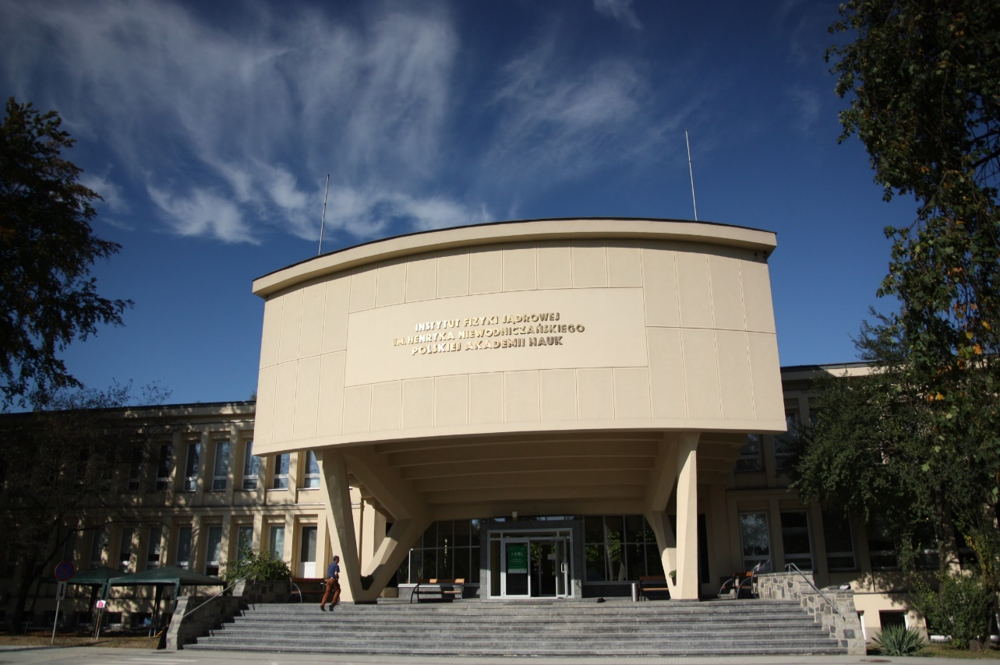 INSTYTUT FIZYKI JĄDROWEJ
IM. HENRYKA NIEWODNICZAŃSKIEGO
POLSKIEJ AKADEMII NAUK